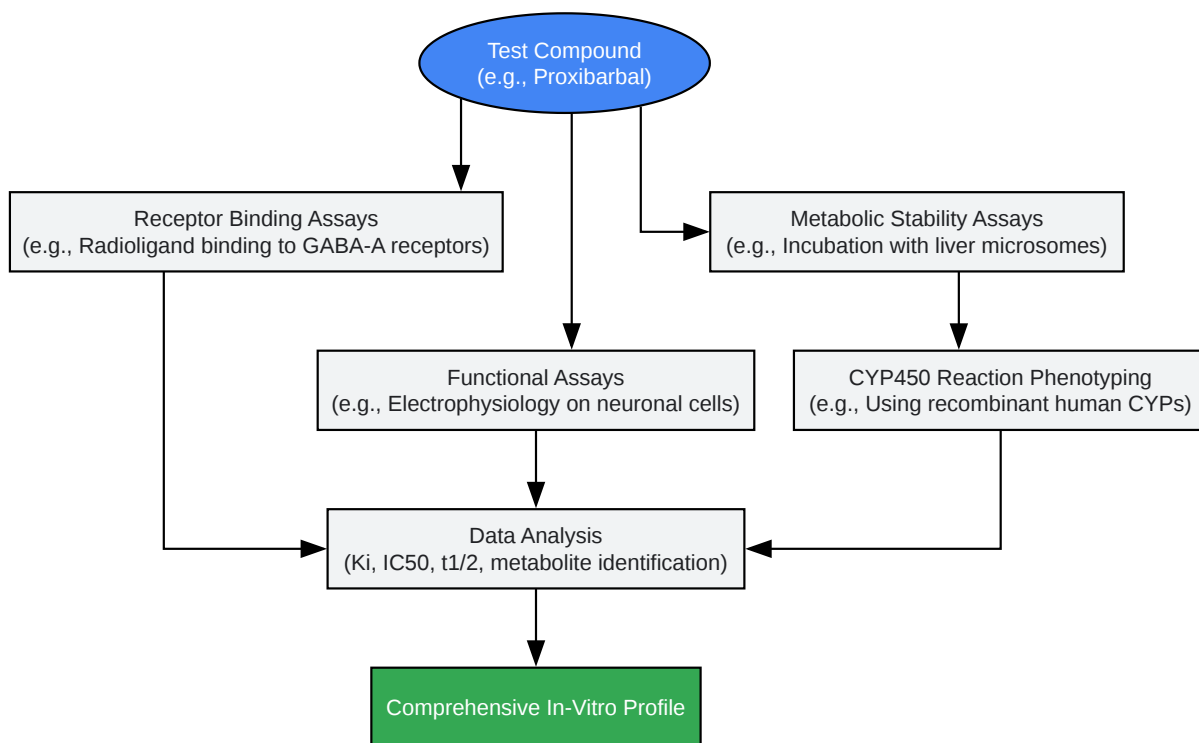 Test Compound
(e.g., Proxibarbal)
Receptor Binding Assays
(e.g., Radioligand binding to GABA-A receptors)
Metabolic Stability Assays
(e.g., Incubation with liver microsomes)
Functional Assays
(e.g., Electrophysiology on neuronal cells)
CYP450 Reaction Phenotyping
(e.g., Using recombinant human CYPs)
Data Analysis
(Ki, IC50, t1/2, metabolite identification)
Comprehensive In-Vitro Profile